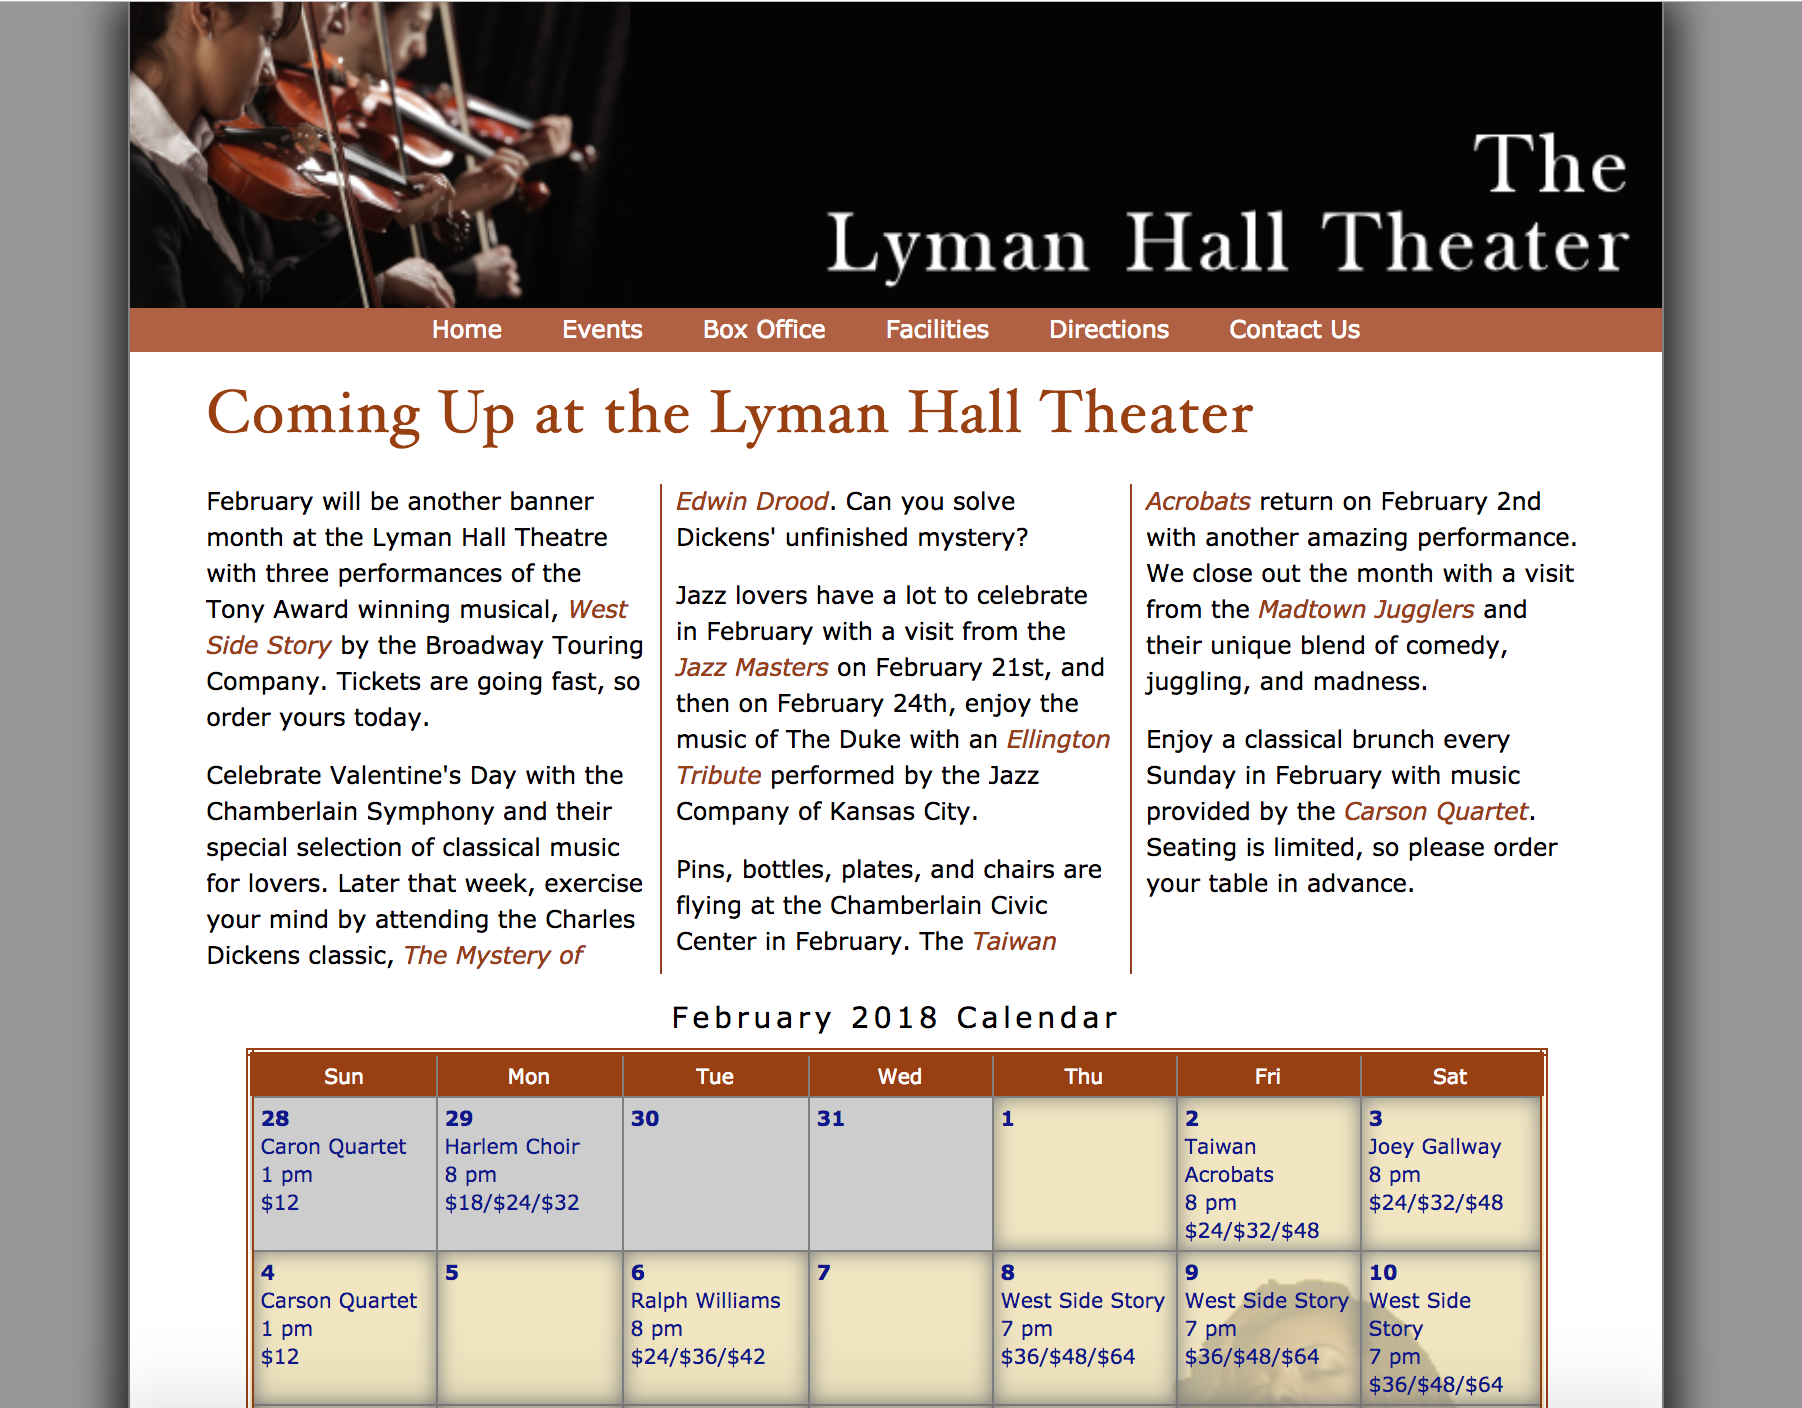 The
Lyman Hall Theater
Home Events Box Office Facilities Directions Contact Us
Coming Up at the Lyman Hall Theater
February will be another banner
month at the Lyman Hall Theatre
with three performances of the
Tony Award winning musical, West
Side Story by the Broadway Touring
Company. Tickets are going fast, so
order yours today.
Celebrate Valentine's Day with the
Chamberlain Symphony and their
special selection of classical music
for lovers. Later that week, exercise
your mind by attending the Charles
Dickens classic, The Mystery of
Edwin Drood. Can you solve
Dickens' unfinished mystery?
Jazz lovers have a lot to celebrate
in February with a visit from the
Jazz Masters on February 21st, and
then on February 24th, enjoy the
music of The Duke with an Ellington
Tribute performed by the Jazz
Company of Kansas City.
Pins, bottles, plates, and chairs are
flying at the Chamberlain Civic
Center in February. The Taiwan
Acrobats return on February 2nd
with another amazing performance.
We close out the month with a visit
from the Madtown Jugglers and
their unique blend of comedy,
juggling, and madness.
Enjoy a classical brunch every
Sunday in February with music
provided by the Carson Quartet.
Seating is limited, so please order
your table in advance.
February 2018 Calendar
Sun Mon Tue Wed Thu Fri Sat
28
Caron Quartet
1 pm
$12
29
Harlem Choir
8 pm
$18/$24/$32
30
31
1
2
Taiwan
Acrobats
8 pm
$24/$32/$48
3
Joey Gallway
8 pm
$24/$32/$48
4
Carson Quartet
1 pm
$12
5
6
Ralph Williams
8 pm
$24/$36/$42
7
8
West Side Story
7 pm
$36/$48/$64
9
West Side Story
7 pm
$36/$48/$64
10
West Side
Story
7 pm
$36/$48/$64